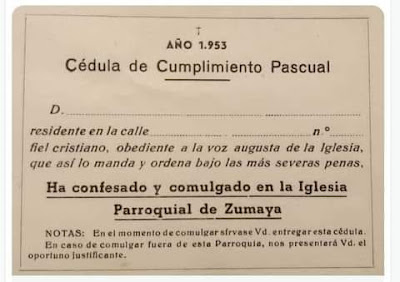 †
AÑO 1.953
Cédula de Cumplimiento Pascual
D.
residente en la calle n.º
fiel cristiano, obediente a la voz augusta de la Iglesia,
que así lo manda y ordena bajo las más severas penas,
Ha confesado y comulgado en la Iglesia
Parroquial de Zumaya
NOTAS: En el momento de comulgar sírvase Vd. entregar esta cédula.
En caso de comulgar fuera de esta Parroquia, nos presentará Vd. el
oportuno justificante.